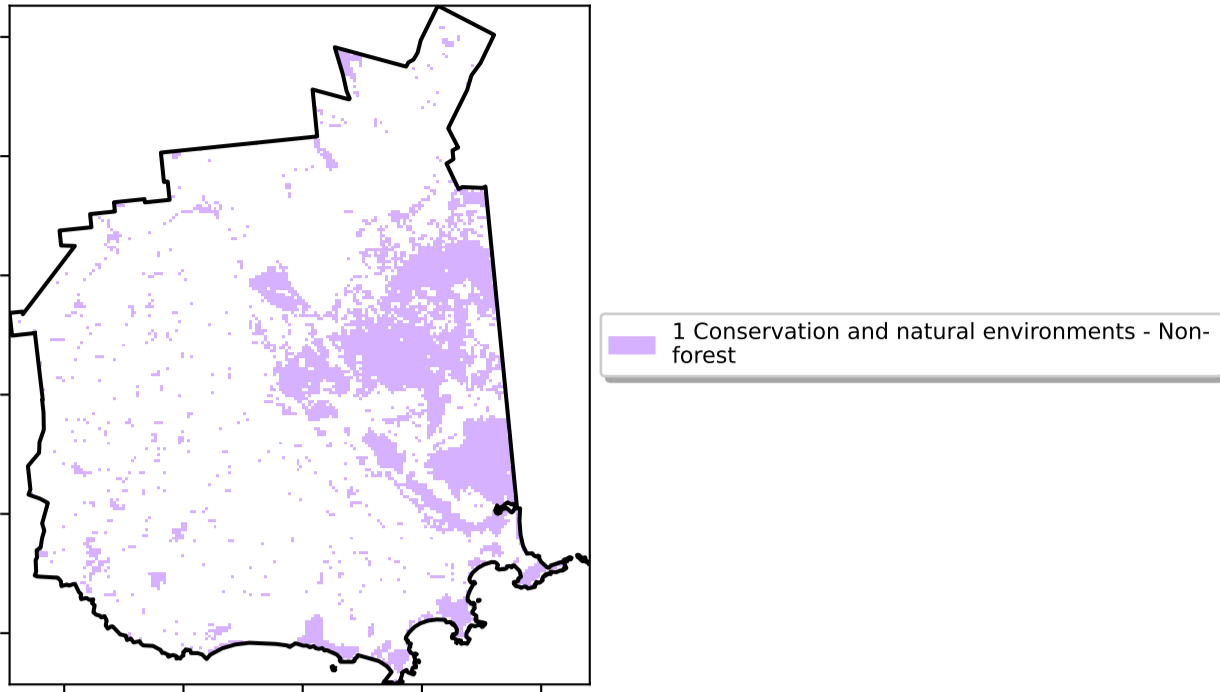 1 Conservation and natural environments - Non-
forest